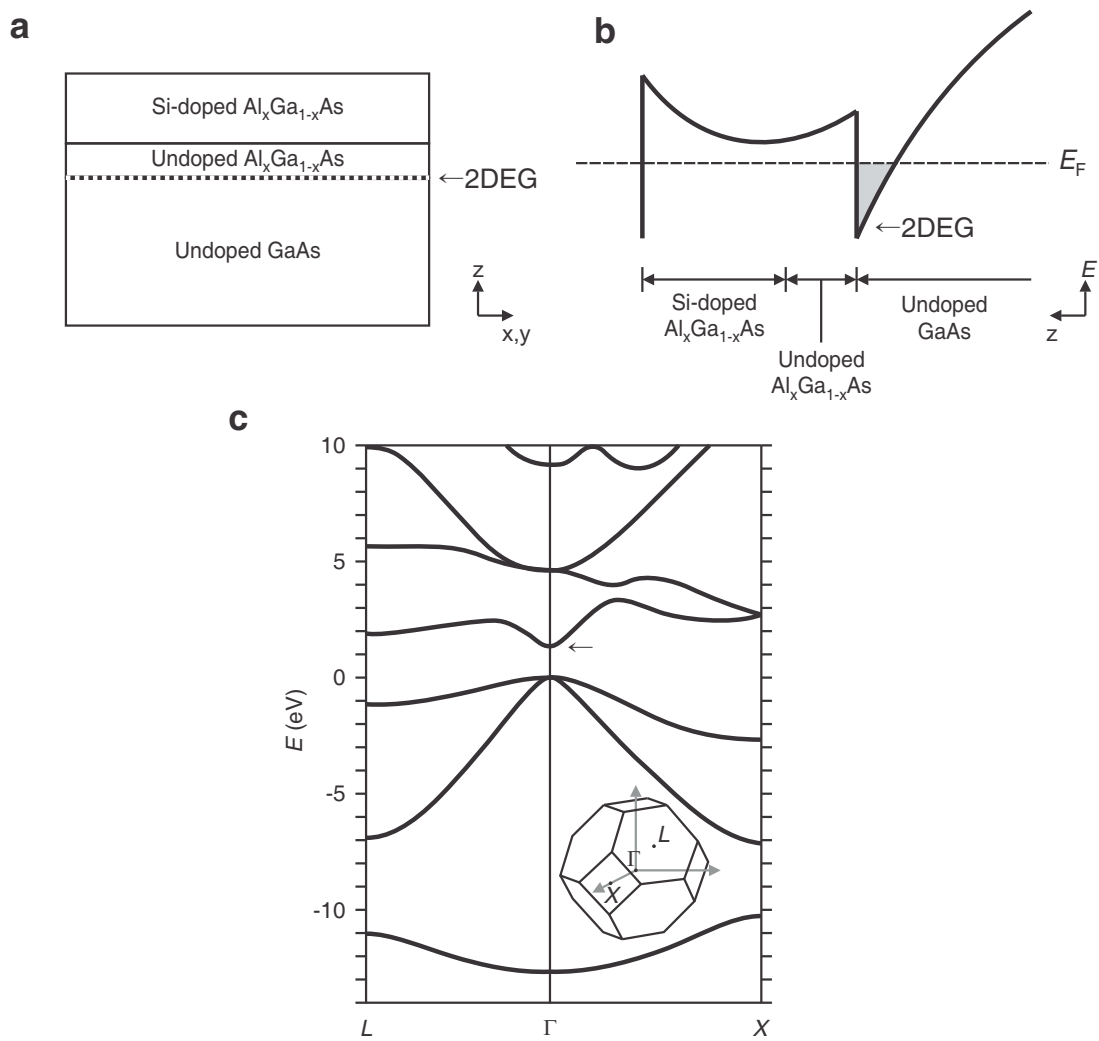 a
Si-doped AlxGa1-xAs
Undoped AlxGa1-xAs
←2DEG
Undoped GaAs
z
x,y
b
EF
←2DEG
E
z
Si-doped
AlxGa1-xAs
Undoped
GaAs
Undoped
AlxGa1-xAs
c
10
5
0
-5
-10
E (eV)
←
L
Γ
X
L
Γ
X